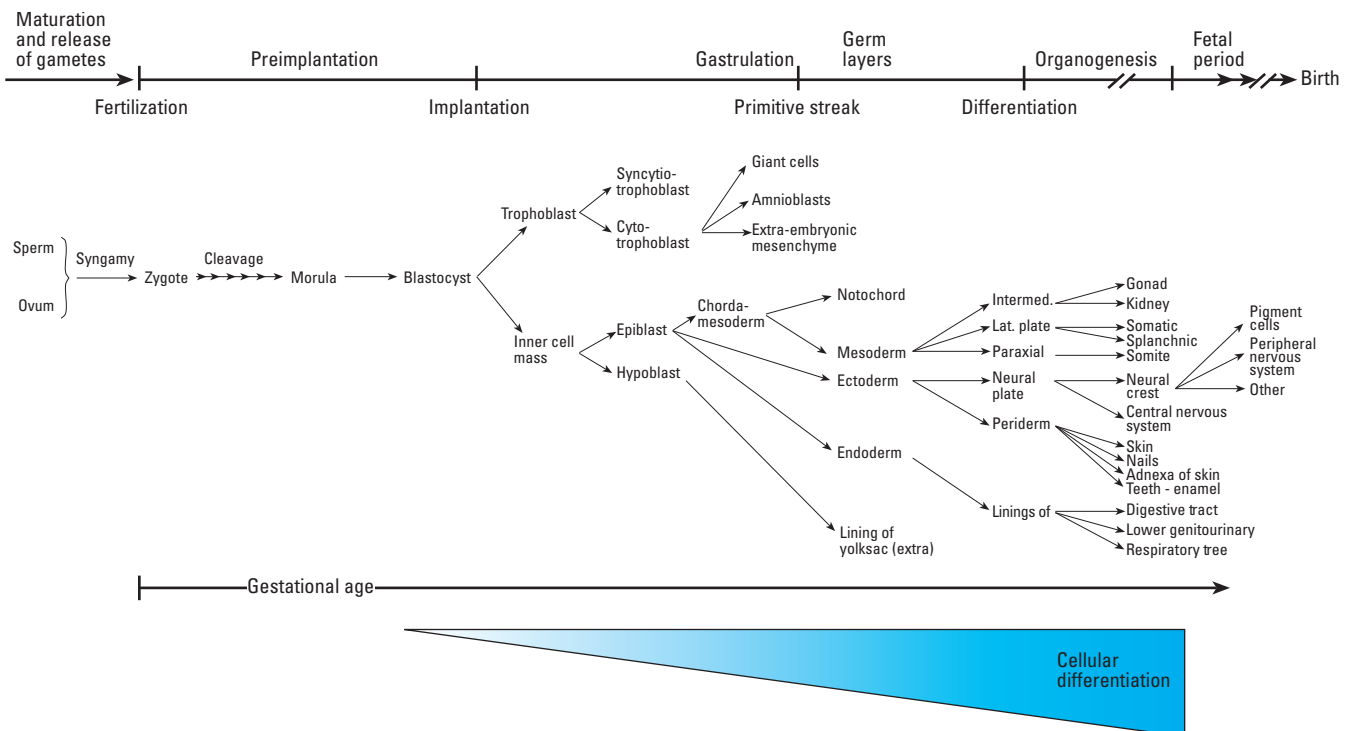 Maturation
and release
of gametes
Preimplantation
Gastrulation
Germ
layers
Organogenesis
Fetal
period
Birth
Fertilization
Implantation
Primitive streak
Differentiation
Sperm
Ovum
Syngamy
Zygote
Cleavage
Morula
Blastocyst
Trophoblast
Inner cell
mass
Syncytio-
trophoblast
Cyto-
trophoblast
Giant cells
Amnioblasts
Extra-embryonic
mesenchyme
Epiblast
Hypoblast
Chorda-
mesoderm
Notochord
Mesoderm
Ectoderm
Endoderm
Lining of
yolksac (extra)
Intermed.
Lat. plate
Paraxial
Neural
plate
Periderm
Linings of
Gonad
Kidney
Somatic
Splanchnic
Somite
Neural
crest
Central nervous
system
Skin
Nails
Adnexa of skin
Teeth - enamel
Digestive tract
Lower genitourinary
Respiratory tree
Pigment
cells
Peripheral
nervous
system
Other
Gestational age
Cellular
differentiation